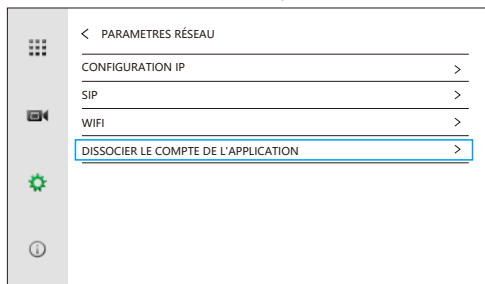 PARAMETRES RÉSEAU
CONFIGURATION IP
SIP
WIFI
DISSOCIER LE COMPTE DE L'APPLICATION